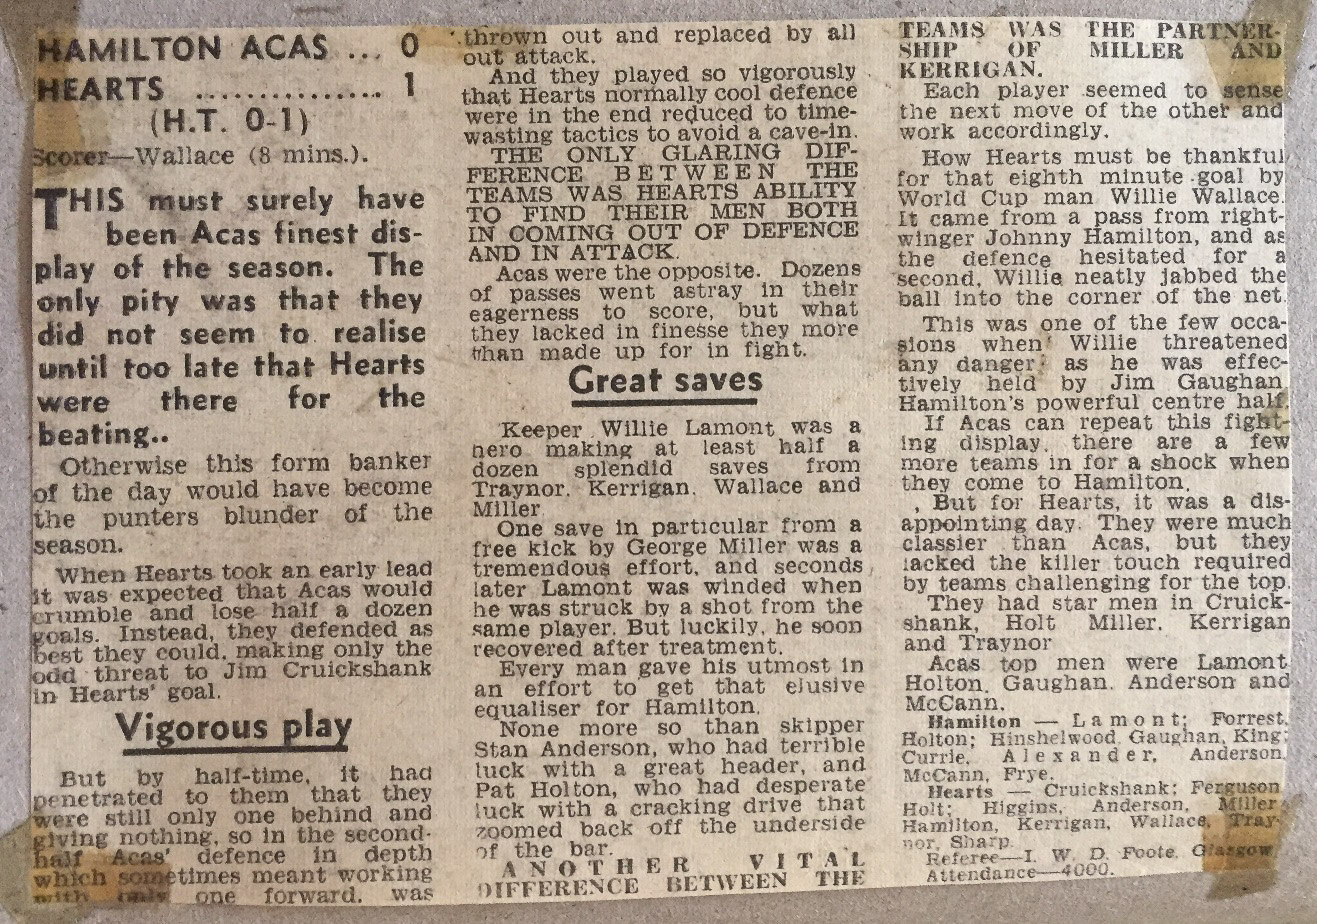 HAMILTON ACAS ... 0
HEARTS ............... 1
(H.T. 0-1)
Scorer—Wallace (8 mins.).
THIS must surely have
been Acas finest dis-
play of the season. The
only pity was that they
did not seem to realise
until too late that Hearts
were there for the
beating..
Otherwise this form banker
of the day would have become
the punters blunder of the
season.
When Hearts took an early lead
it was expected that Acas would
crumble and lose half a dozen
goals. Instead, they defended as
best they could, making only the
odd threat to Jim Cruickshank
in Hearts' goal.
Vigorous play
But by half-time, it had
penetrated to them that they
were still only one behind and
giving nothing, so in the second-
half Acas' defence in depth
which sometimes meant working
with only one forward, was
thrown out and replaced by all
out attack.
And they played so vigorously
that Hearts normally cool defence
were in the end reduced to time-
wasting tactics to avoid a cave-in.
THE ONLY GLARING DIF-
FERENCE BETWEEN THE
TEAMS WAS HEARTS ABILITY
TO FIND THEIR MEN BOTH
IN COMING OUT OF DEFENCE
AND IN ATTACK.
Acas were the opposite. Dozens
of passes went astray in their
eagerness to score, but what
they lacked in finesse they more
than made up for in fight.
Great saves
Keeper Willie Lamont was a
hero making at least half a
dozen splendid saves from
Traynor, Kerrigan, Wallace and
Miller.
One save in particular from a
free kick by George Miller was a
tremendous effort, and seconds
later Lamont was winded when
he was struck by a shot from the
same player. But luckily, he soon
recovered after treatment.
Every man gave his utmost in
an effort to get that elusive
equaliser for Hamilton.
None more so than skipper
Stan Anderson, who had terrible
luck with a great header, and
Pat Holton, who had desperate
luck with a cracking drive that
zoomed back off the underside
of the bar.
ANOTHER VITAL
DIFFERENCE BETWEEN THE
TEAMS WAS THE PARTNER-
SHIP OF MILLER AND
KERRIGAN.
Each player seemed to sense
the next move of the other and
work accordingly.
How Hearts must be thankful
for that eighth minute goal by
World Cup man Willie Wallace.
It came from a pass from right-
winger Johnny Hamilton, and as
the defence hesitated for a
second, Willie neatly jabbed the
ball into the corner of the net.
This was one of the few occa-
sions when Willie threatened
any danger as he was effec-
tively held by Jim Gaughan
Hamilton's powerful centre half.
If Acas can repeat this fight-
ing display, there are a few
more teams in for a shock when
they come to Hamilton.
But for Hearts, it was a dis-
appointing day. They were much
classier than Acas, but they
lacked the killer touch required
by teams challenging for the top.
They had star men in Cruick-
shank, Holt Miller, Kerrigan
and Traynor
Acas top men were Lamont
Holton, Gaughan, Anderson and
McCann.
Hamilton — Lamont; Forrest,
Holton; Hinshelwood, Gaughan, King;
Currie, Alexander, Anderson,
McCann, Frye.
Hearts — Cruickshank; Ferguson
Holt; Higgins, Anderson, Miller
Hamilton, Kerrigan, Wallace, Tray-
nor, Sharp.
Referee—I. W. D. Foote, Glasgow.
Attendance—4000.